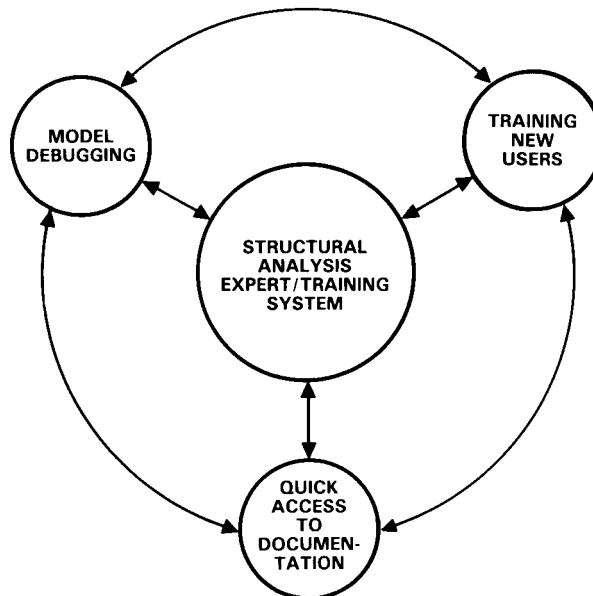 MODEL
DEBUGGING
TRAINING
NEW
USERS
STRUCTURAL
ANALYSIS
EXPERT/TRAINING
SYSTEM
QUICK
ACCESS
TO
DOCUMEN-
TATION